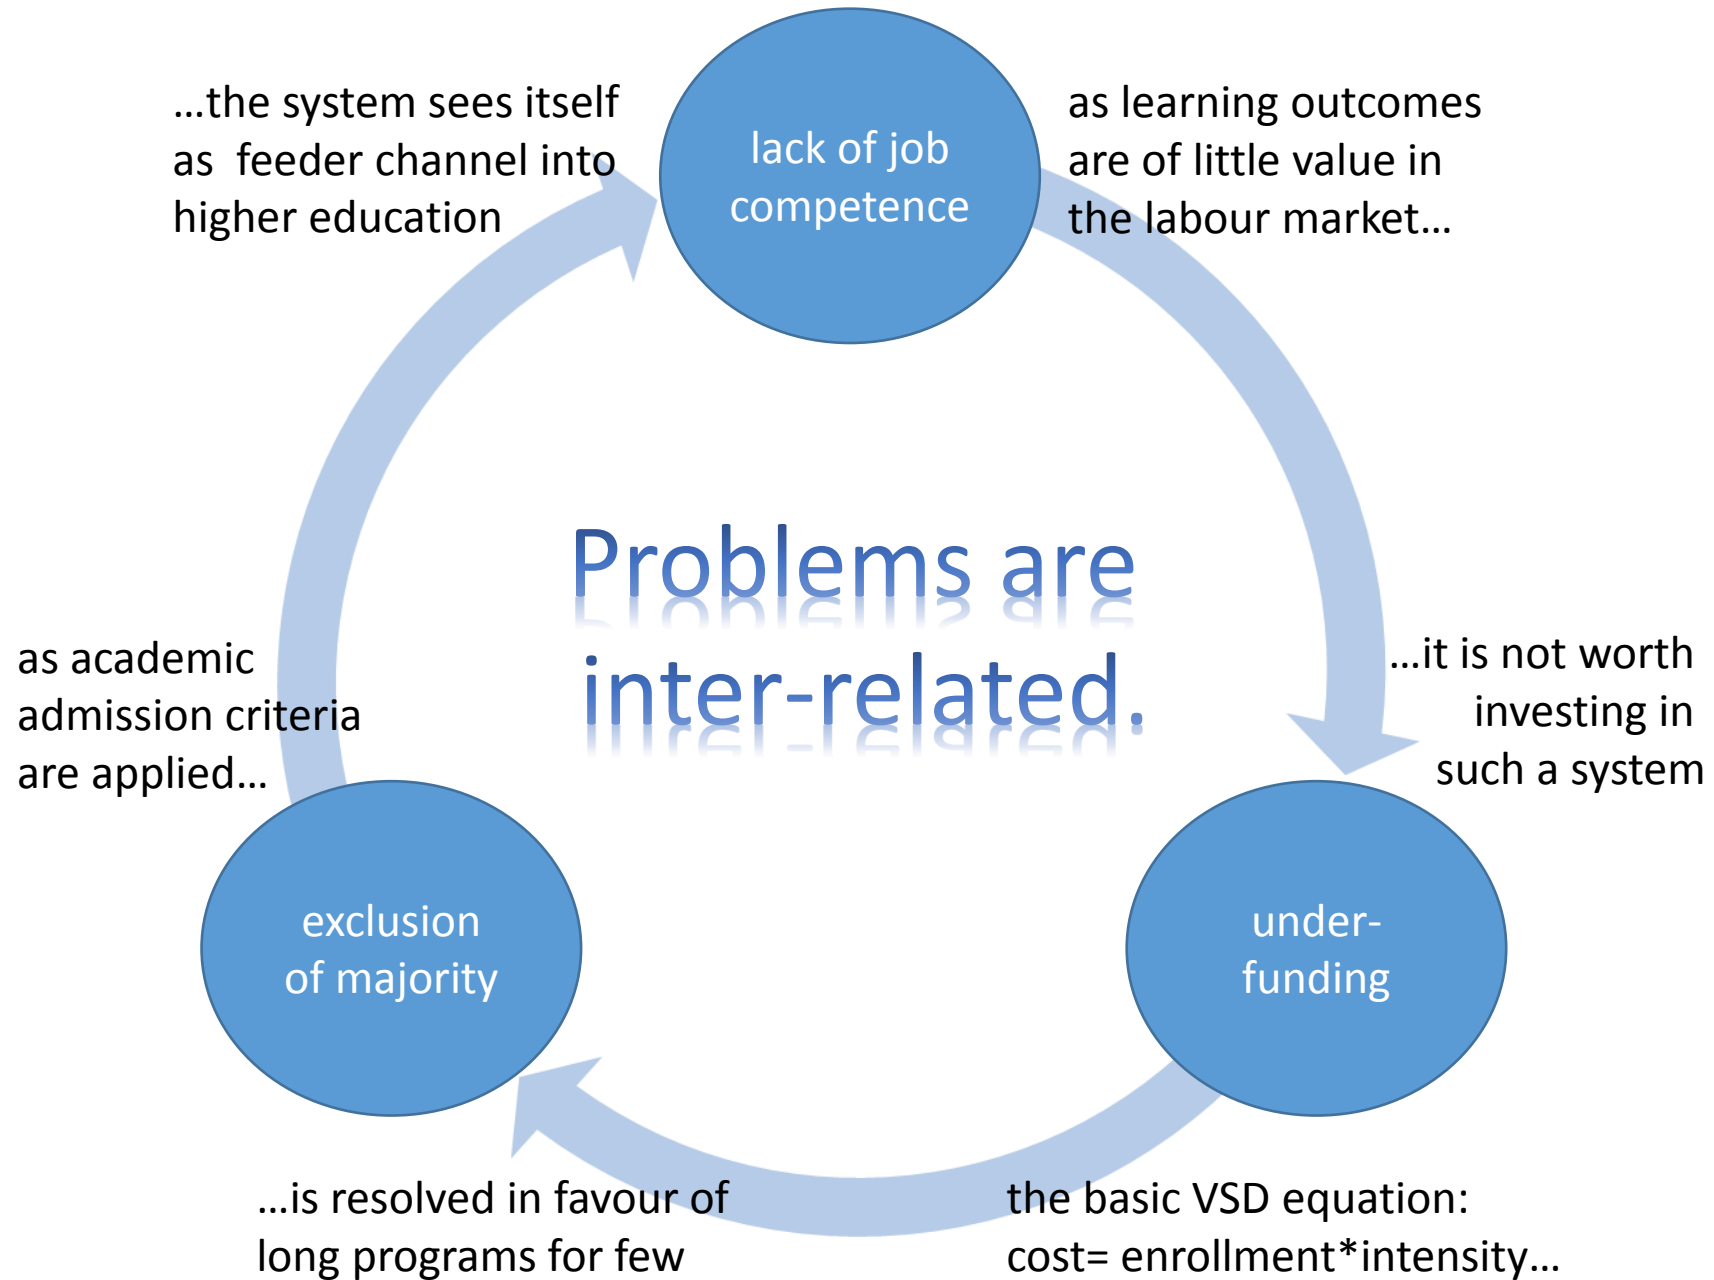 …the system sees itself
as  feeder channel into
higher education
lack of job
competence
as learning outcomes
are of little value in
the labour market…
Problems are
inter-related.
…it is not worth
investing in
such a system
under-
funding
the basic VSD equation:
cost= enrollment*intensity…
…is resolved in favour of
long programs for few
exclusion
of majority
as academic
admission criteria
are applied…